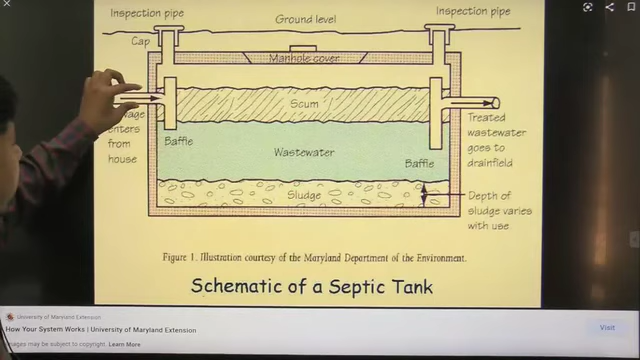 Inspection pipe
Ground level
Inspection pipe
Cap
Manhole cover
Scum
enters
from
house
Baffle
Wastewater
Baffle
Treated
wastewater
goes to
drainfield
Sludge
Depth of
sludge varies
with use.
Figure 1. Illustration courtesy of the Maryland Department of the Environment.
Schematic of a Septic Tank
University of Maryland Extension
How Your System Works | University of Maryland Extension
Images may be subject to copyright. Learn More
Visit